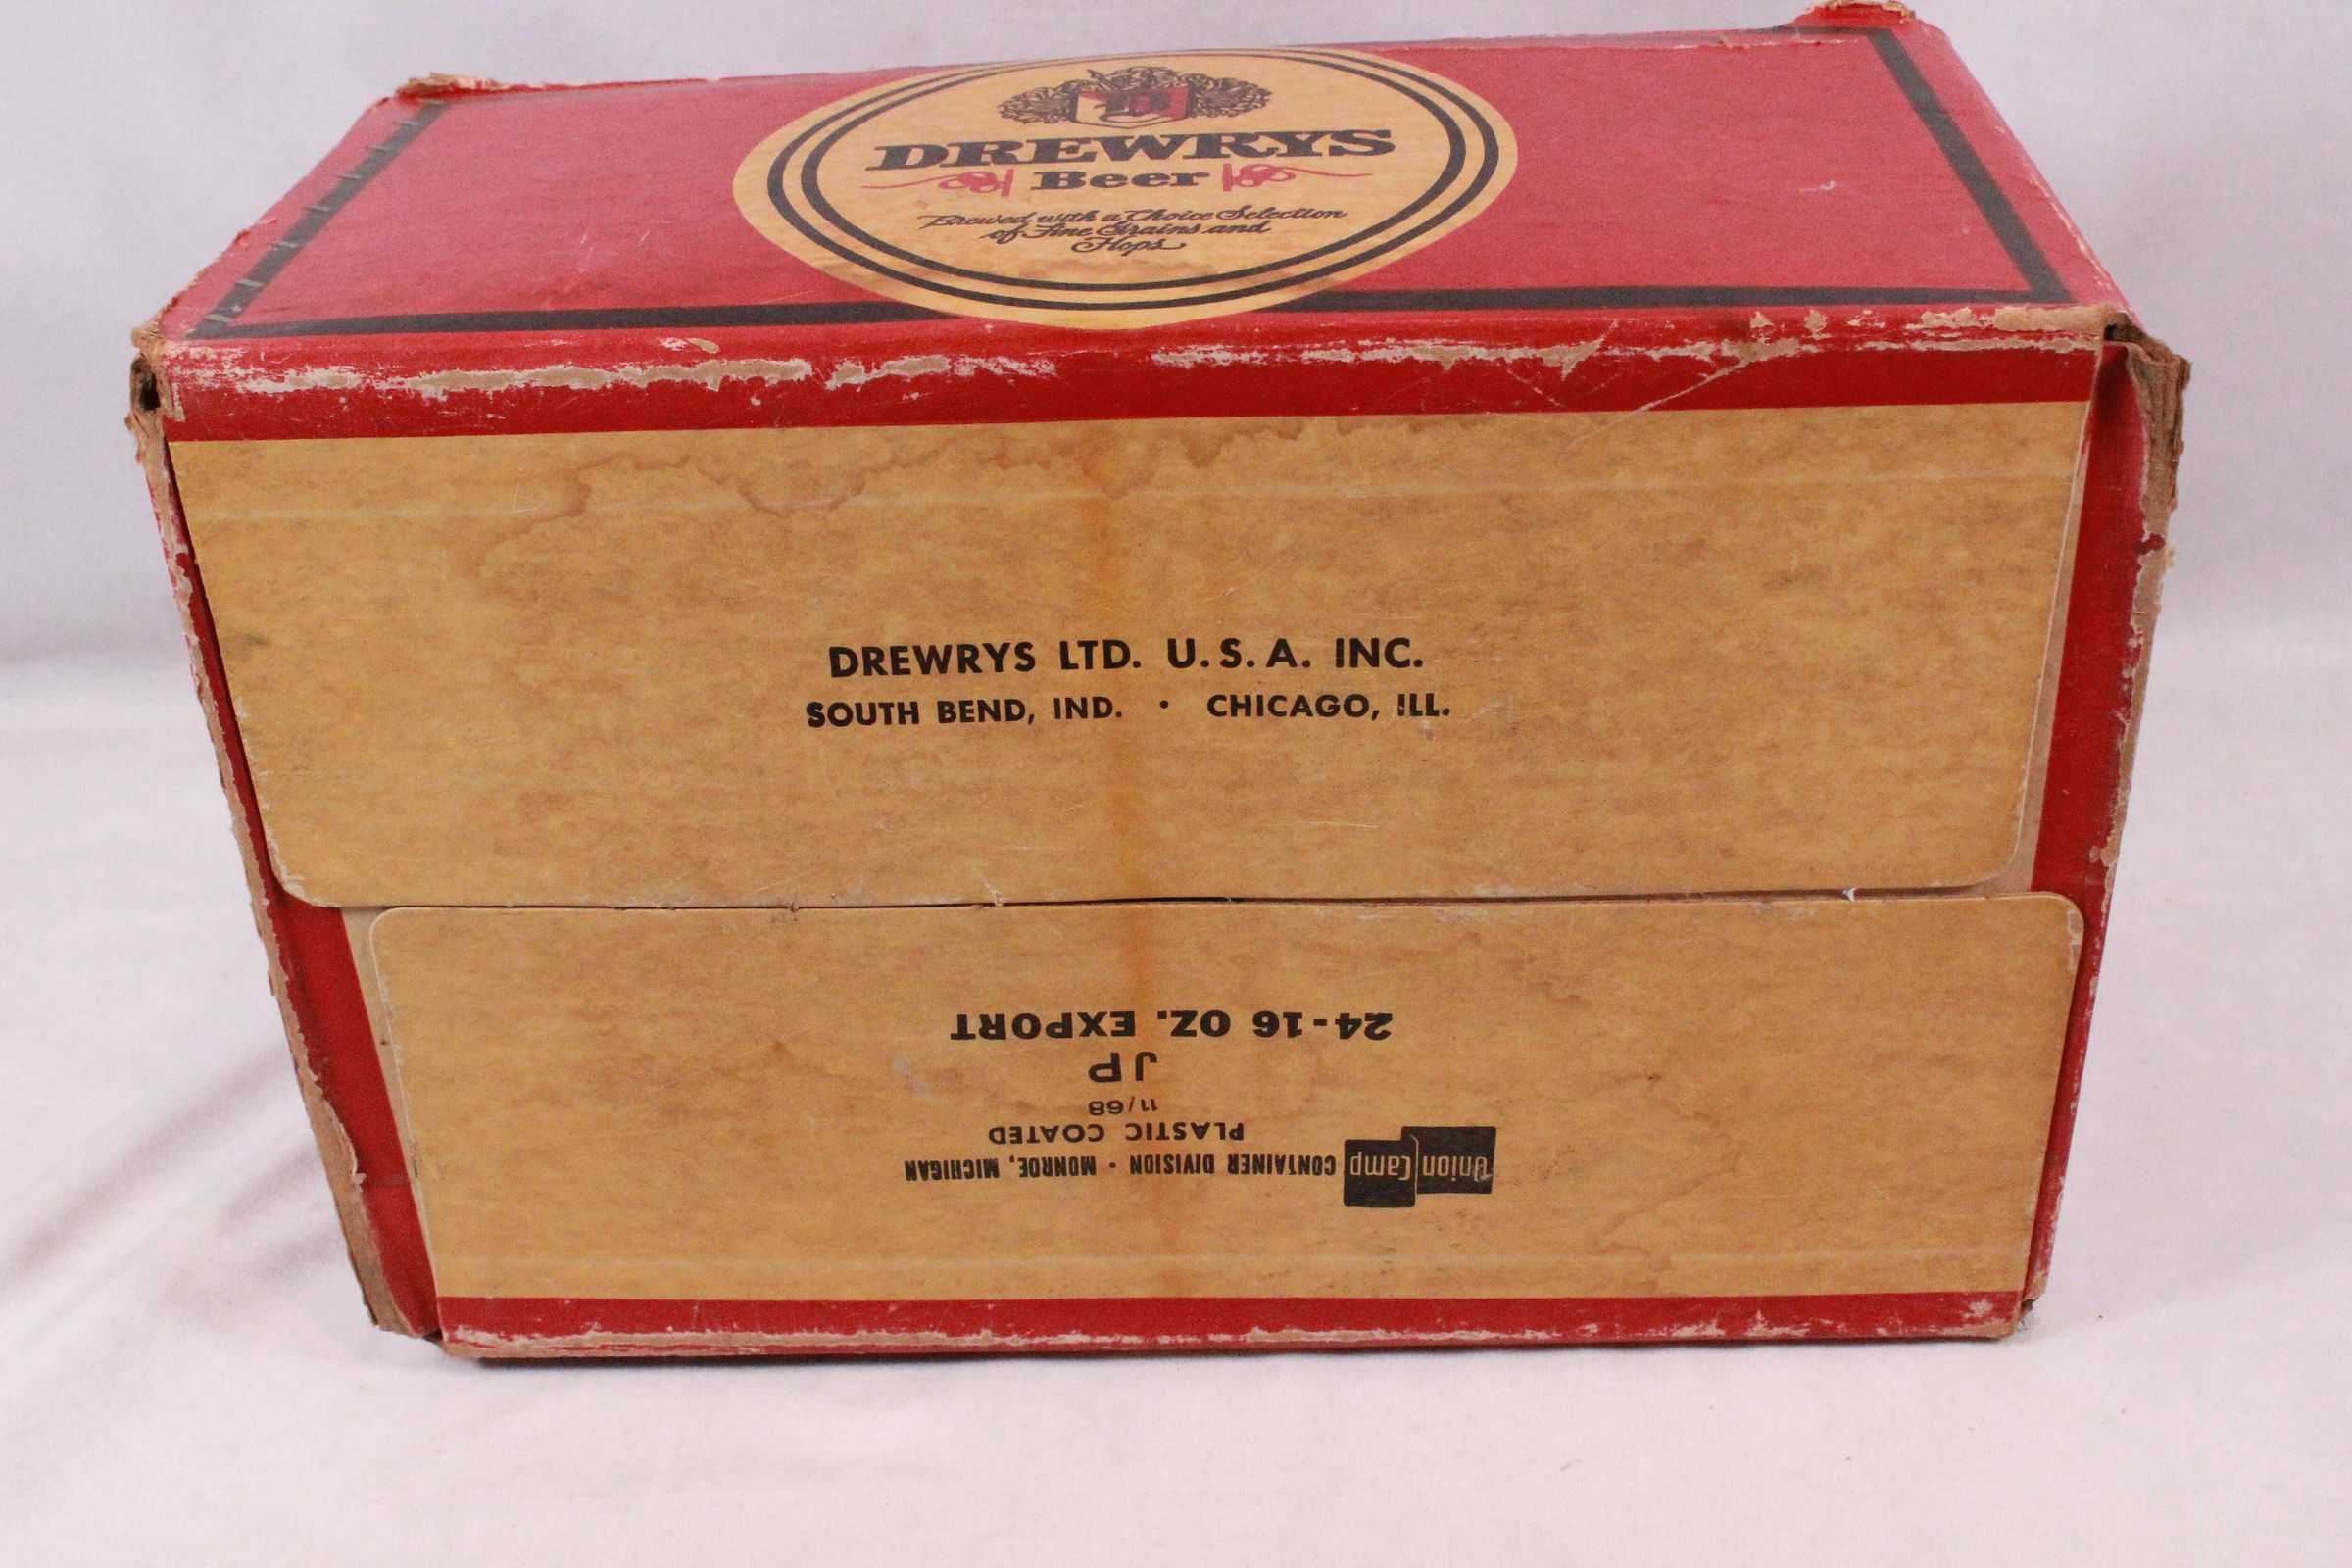 DREWRYS
Beer
Brewed with a Choice Selection
of Fine Grains and
Hops
DREWRYS LTD. U.S.A. INC.
SOUTH BEND, IND. • CHICAGO, ILL.
Union Camp CONTAINER DIVISION • MONROE, MICHIGAN
PLASTIC COATED
11/68
JP
24-16 OZ. EXPORT